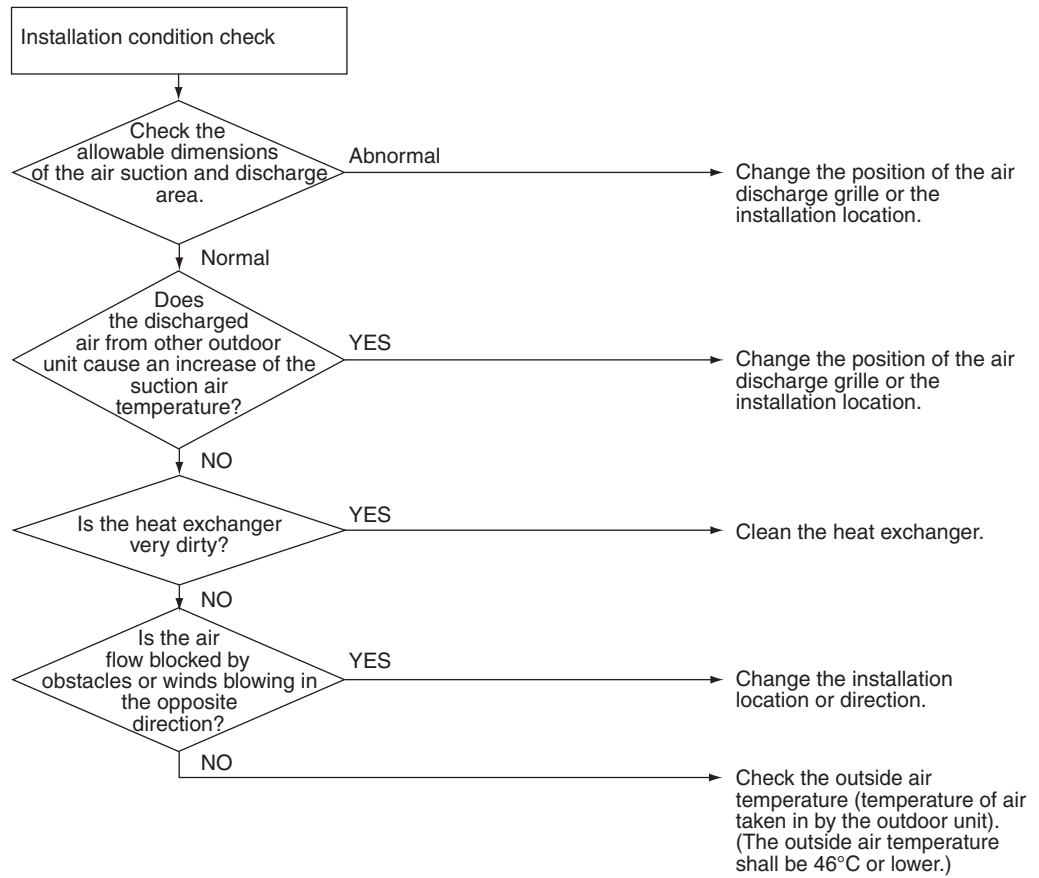 Installation condition check
Check the
allowable dimensions
of the air suction and discharge
area.
Abnormal
Change the position of the air
discharge grille or the
installation location.
Normal
Does
the discharged
air from other outdoor
unit cause an increase of the
suction air
temperature?
YES
Change the position of the air
discharge grille or the
installation location.
NO
Is the heat exchanger
very dirty?
YES
Clean the heat exchanger.
NO
Is the air
flow blocked by
obstacles or winds blowing in
the opposite
direction?
YES
Change the installation
location or direction.
NO
Check the outside air
temperature (temperature of air
taken in by the outdoor unit).
(The outside air temperature
shall be 46°C or lower.)